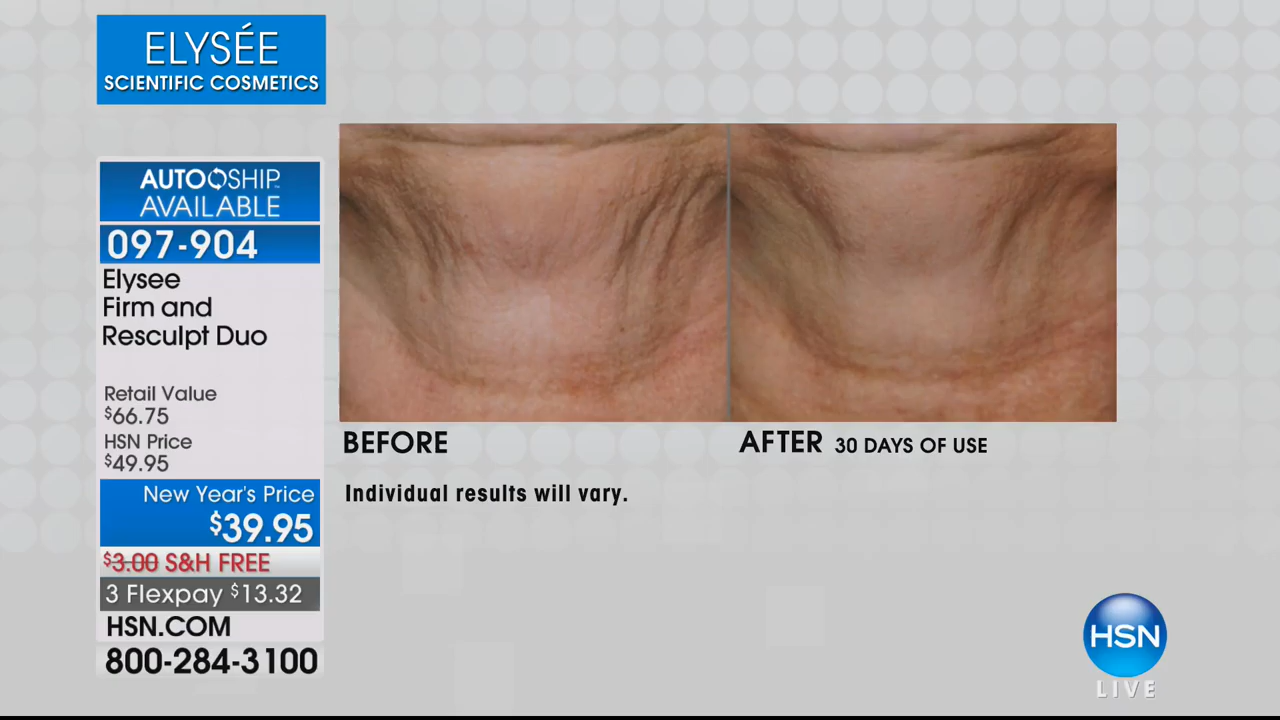 ELYSÉE
SCIENTIFIC COSMETICS
AUTOSHIP
AVAILABLE
097-904
Elysee
Firm and
Resculpt Duo
Retail Value
$66.75
HSN Price
$49.95
New Year's Price
$39.95
$3.00 S&H FREE
3 Flexpay $13.32
HSN.COM
800-284-3100
BEFORE
AFTER 30 DAYS OF USE
Individual results will vary.
HSN
LIVE